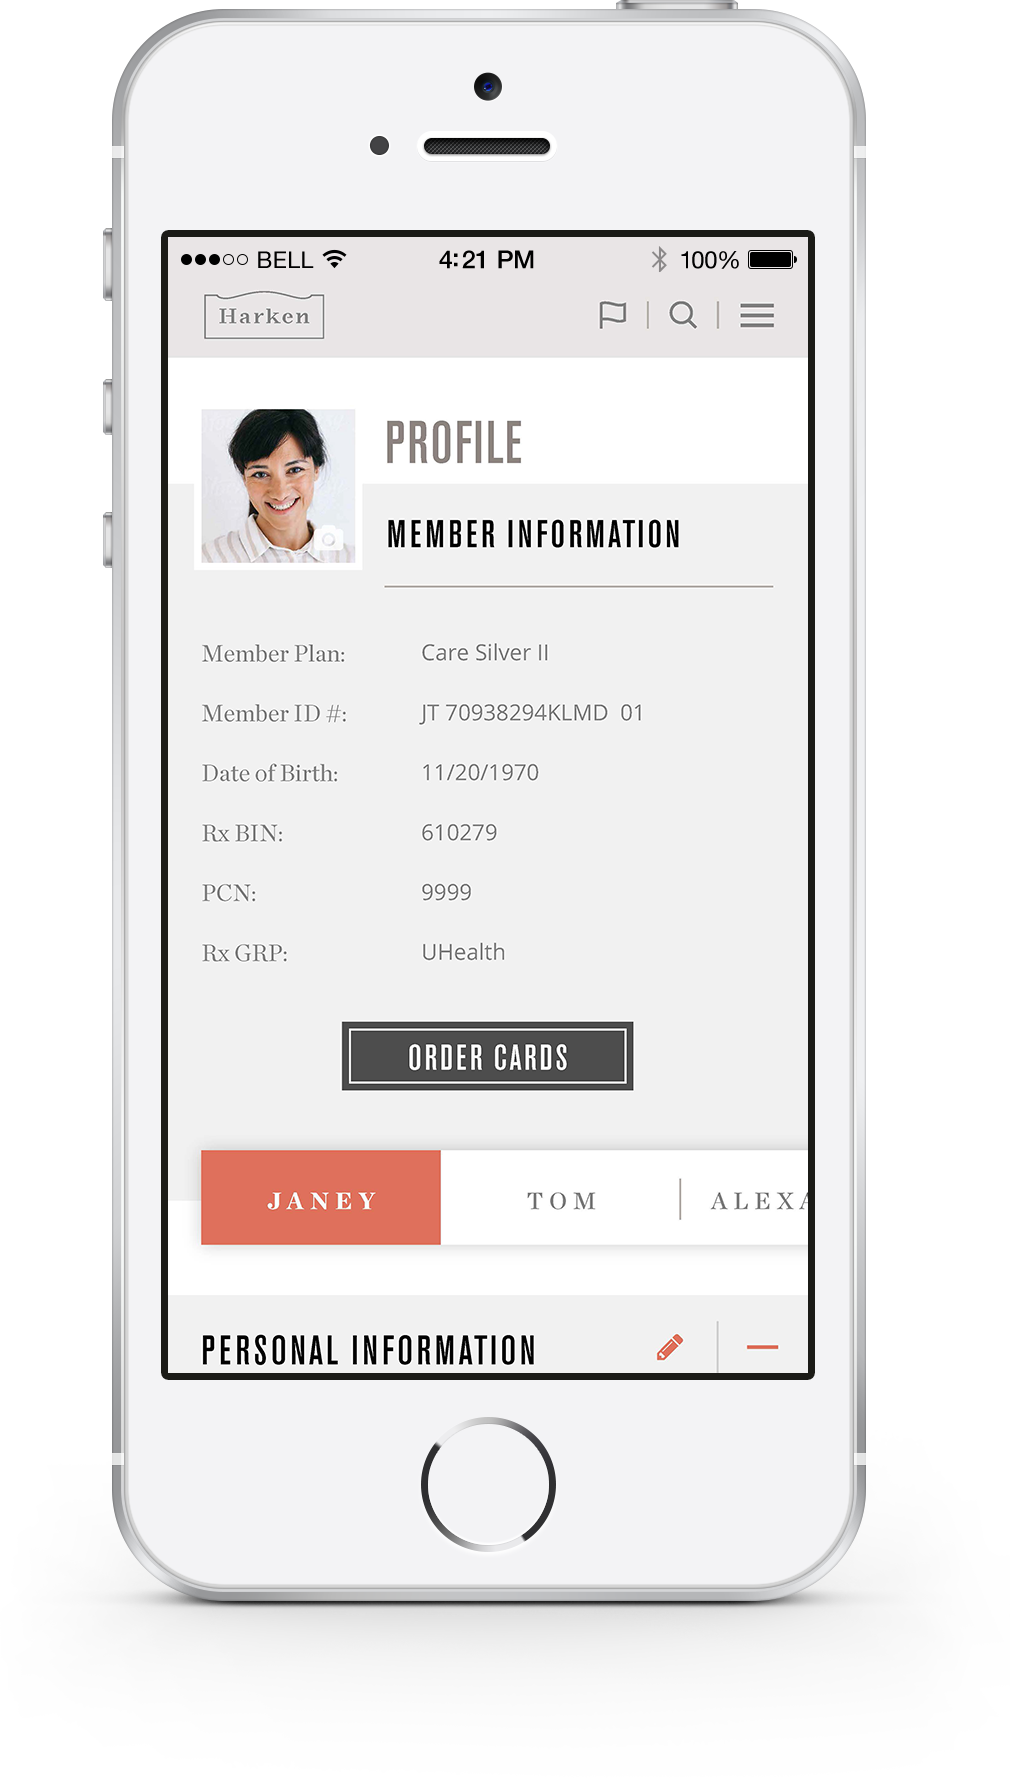 BELL 4:21 PM 100%
Harken
PROFILE
MEMBER INFORMATION
Member Plan: Care Silver II
Member ID #: JT 70938294KLMD 01
Date of Birth: 11/20/1970
Rx BIN: 610279
PCN: 9999
Rx GRP: UHealth
ORDER CARDS
JANEY TOM ALEXA
PERSONAL INFORMATION